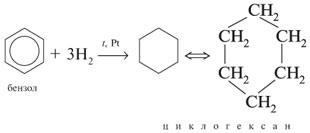 t, Pt
+ 3H₂
CH₂
CH₂ CH₂
CH₂ CH₂
CH₂
бензол
циклогексан